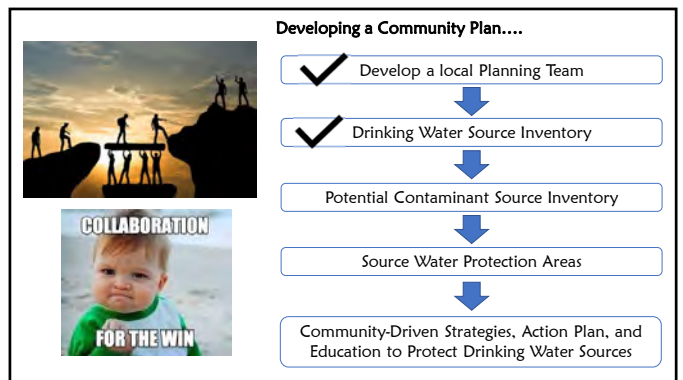 Developing a Community Plan....
Develop a local Planning Team
Drinking Water Source Inventory
Potential Contaminant Source Inventory
Source Water Protection Areas
Community-Driven Strategies, Action Plan, and
Education to Protect Drinking Water Sources
COLLABORATION
FOR THE WIN